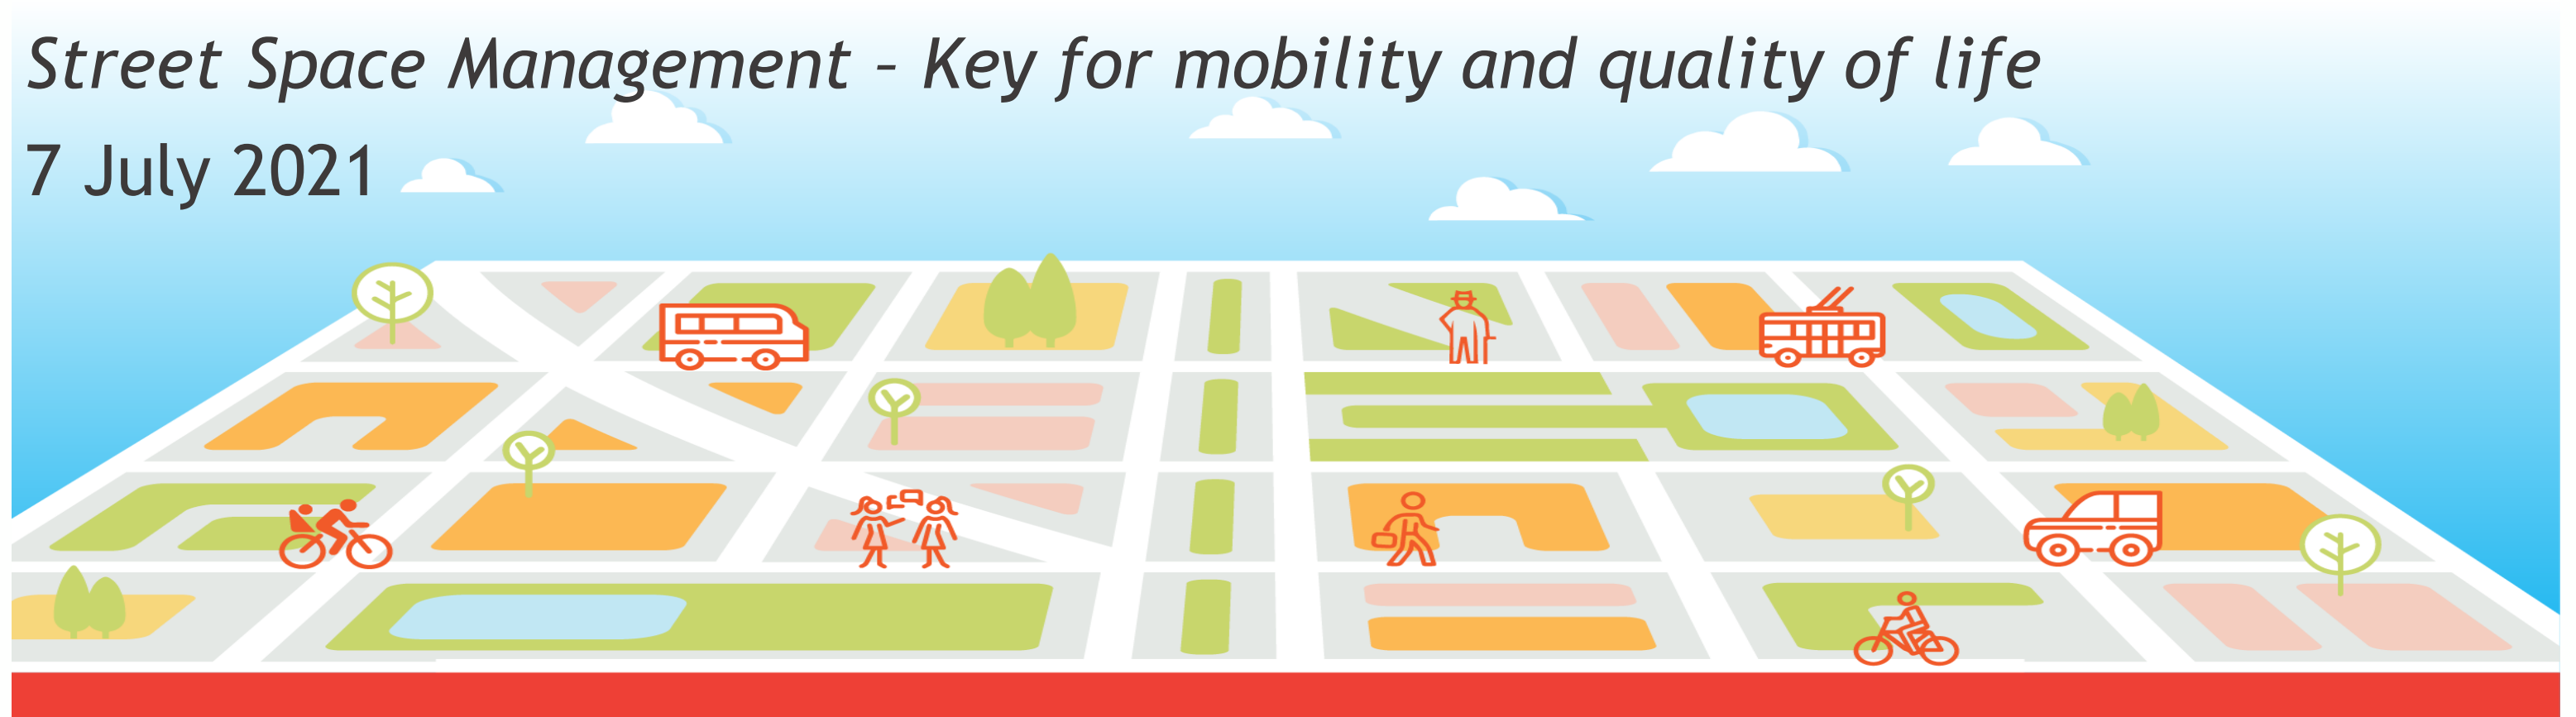 Street Space Management – Key for mobility and quality of life
7 July 2021